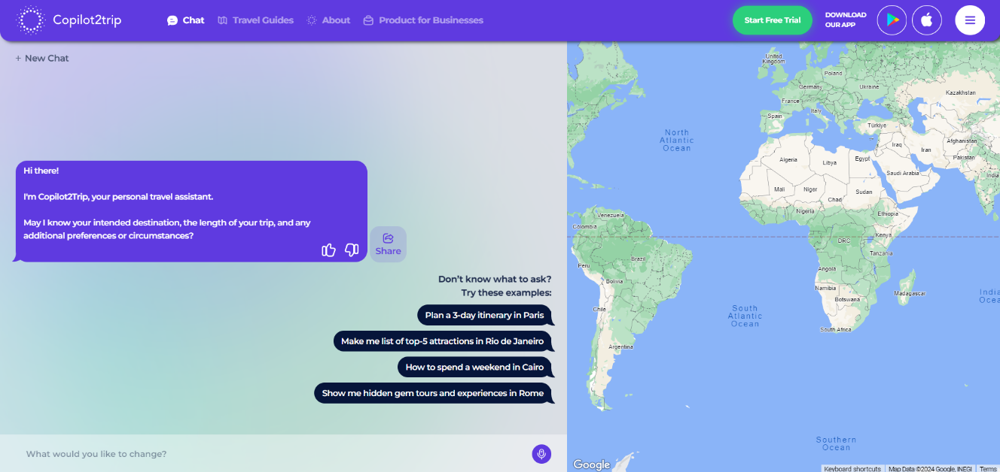 Copilot2trip
Chat
Travel Guides
About
Product for Businesses
Start Free Trial
DOWNLOAD
OUR APP
+ New Chat
Hi there!
I'm Copilot2Trip, your personal travel assistant.
May I know your intended destination, the length of your trip, and any
additional preferences or circumstances?
Share
Don't know what to ask?
Try these examples:
Plan a 3-day itinerary in Paris
Make me list of top-5 attractions in Rio de Janeiro
How to spend a weekend in Cairo
Show me hidden gem tours and experiences in Rome
What would you like to change?
United
Kingdom
Poland
Germany
Ukraine
Kazakhstan
France
Italy
Spain
Türkiye
North
Atlantic
Ocean
Iraq
Iran
Afghanistan
Pakistan
Algeria
Libya
Egypt
Saudi Arabia
India
Mali
Niger
Chad
Sudan
Nigeria
Ethiopia
Venezuela
Colombia
Kenya
DRC
Tanzania
Peru
Brazil
Bolivia
Angola
Namibia
Botswana
Madagascar
India
Ocea
Chile
South
Atlantic
Ocean
South Africa
Argentina
Southern
Ocean
Google
Keyboard shortcuts
Map Data ©2024 Google, INEGI
Terms